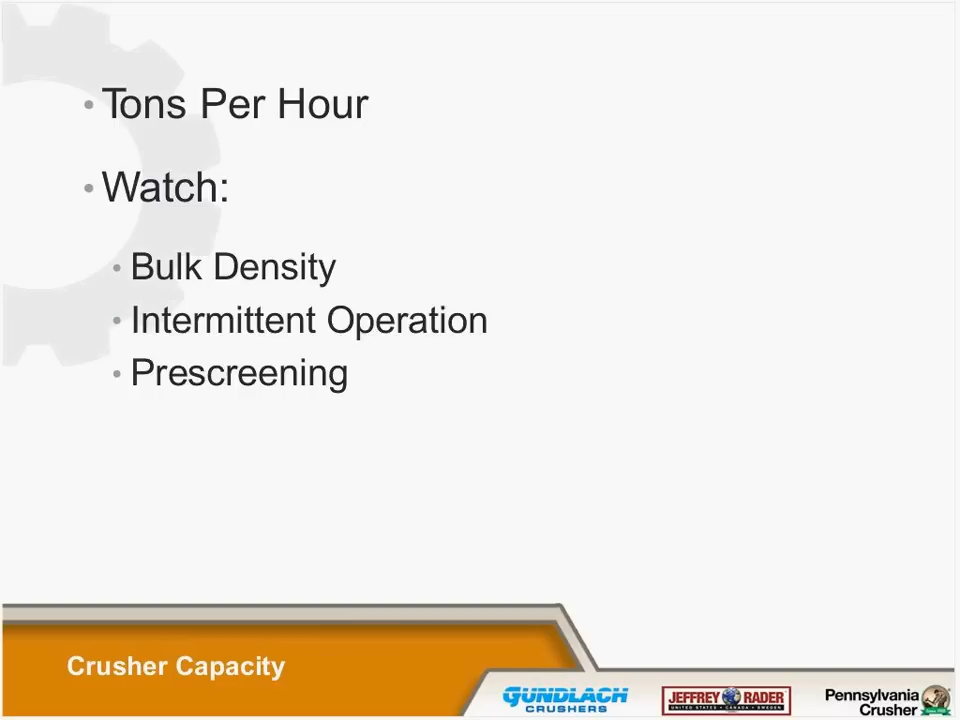 Tons Per Hour
Watch:
Bulk Density
Intermittent Operation
Prescreening
Crusher Capacity
GUNDLACH
CRUSHERS
JEFFREY RADER
UNITED STATES • CANADA • SWEDEN
Pennsylvania
Crusher